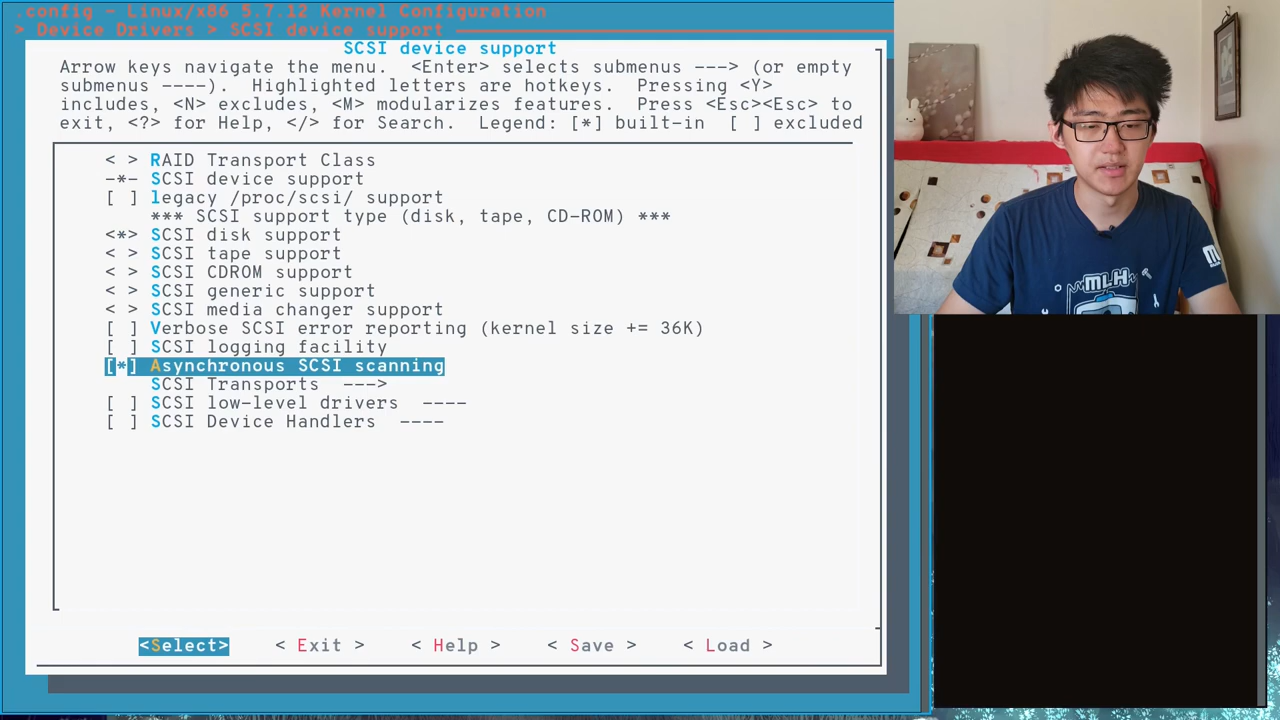 .config - Linux/x86 5.7.12 Kernel Configuration
> Device Drivers > SCSI device support
SCSI device support
Arrow keys navigate the menu.  <Enter> selects submenus ---> (or empty
submenus ----).  Highlighted letters are hotkeys.  Pressing <Y>
includes, <N> excludes, <M> modularizes features.  Press <Esc><Esc> to
exit, <?> for Help, </> for Search.  Legend: [*] built-in  [ ] excluded
< > RAID Transport Class
-*- SCSI device support
[ ] legacy /proc/scsi/ support
*** SCSI support type (disk, tape, CD-ROM) ***
<*> SCSI disk support
< > SCSI tape support
< > SCSI CDROM support
< > SCSI generic support
< > SCSI media changer support
[ ] Verbose SCSI error reporting (kernel size += 36K)
[ ] SCSI logging facility
[*] Asynchronous SCSI scanning
SCSI Transports  --->
[ ] SCSI low-level drivers  ----
[ ] SCSI Device Handlers  ----
<Select>    < Exit >    < Help >    < Save >    < Load >
MLH